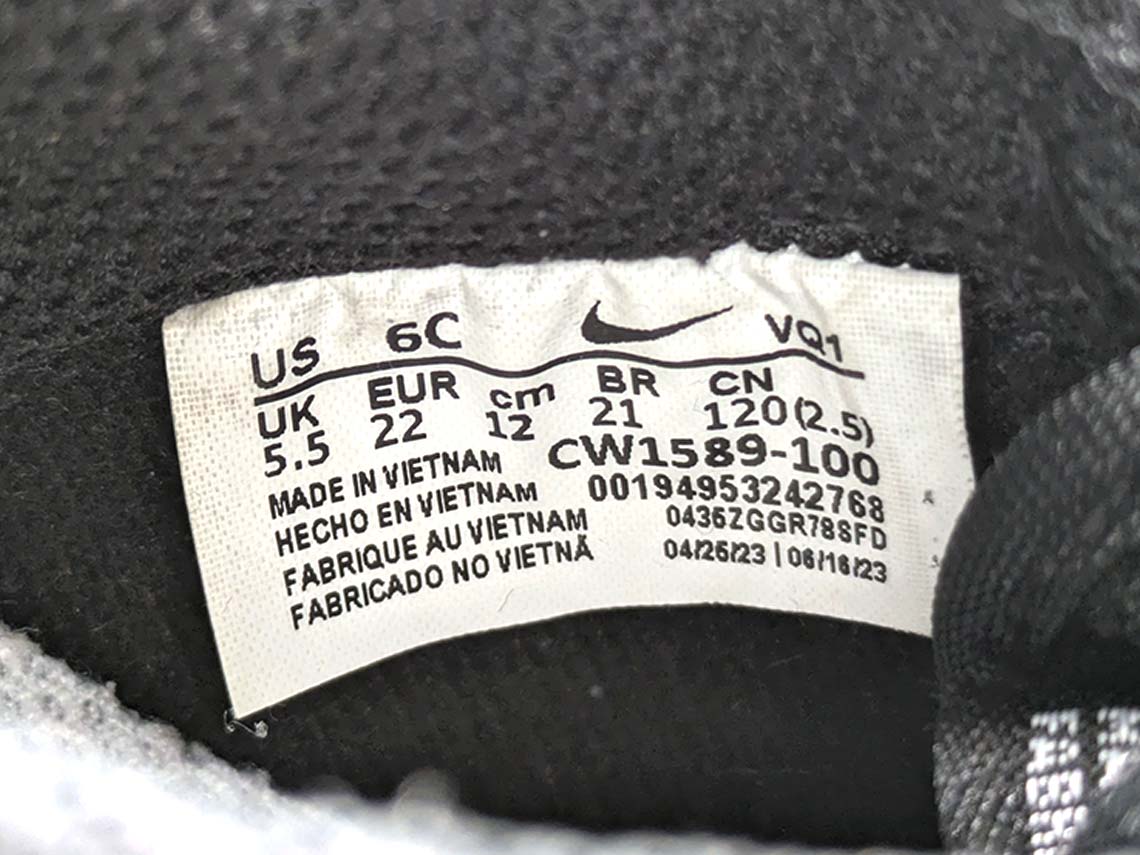 US 6C VQ1
UK EUR cm BR CN
5.5 22 12 21 120(2.5)
MADE IN VIETNAM CW1589-100
HECHO EN VIETNAM 00194953242768
FABRIQUE AU VIETNAM 0436ZGGR78SFD
FABRICADO NO VIETNÃ 04/26/23 | 06/16/23